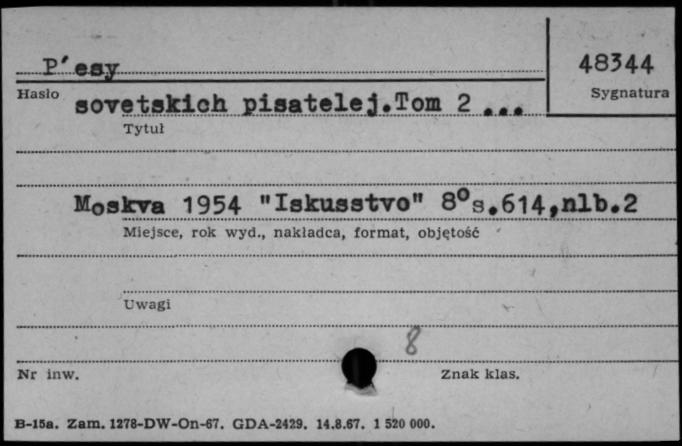 P'esy
48344
Hasło
Sygnatura
sovetskich pisatelej.Tom 2 ...
Tytuł
Moskva 1954 "Iskusstvo" 8° s.614,nlb.2
Miejsce, rok wyd., nakładca, format, objętość
Uwagi
8
Nr inw.
Znak klas.
B-15a. Zam. 1278-DW-On-67. GDA-2429. 14.8.67. 1 520 000.